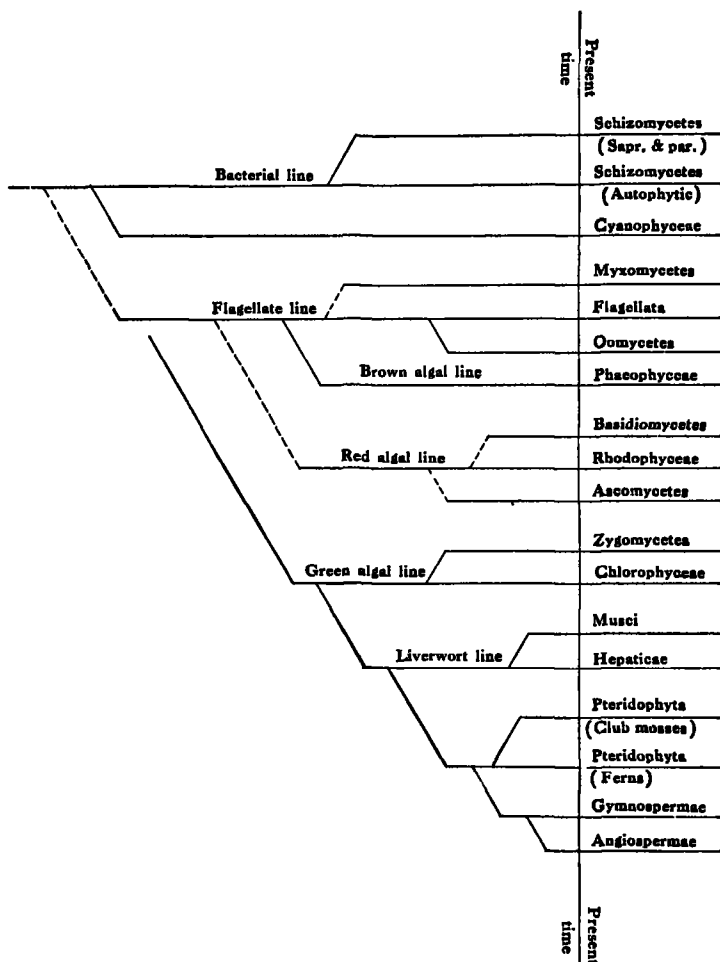 Present
time
Schizomycetes
(Sapr. & par.)
Bacterial line
Schizomycetes
(Autophytic)
Cyanophyceae
Myxomycetes
Flagellate line
Flagellata
Oomycetes
Brown algal line
Phaeophyceae
Basidiomycetes
Red algal line
Rhodophyceae
Ascomycetes
Zygomycetes
Green algal line
Chlorophyceae
Musci
Liverwort line
Hepaticae
Pteridophyta
(Club mosses)
Pteridophyta
(Ferns)
Gymnospermae
Angiospermae
Present
time